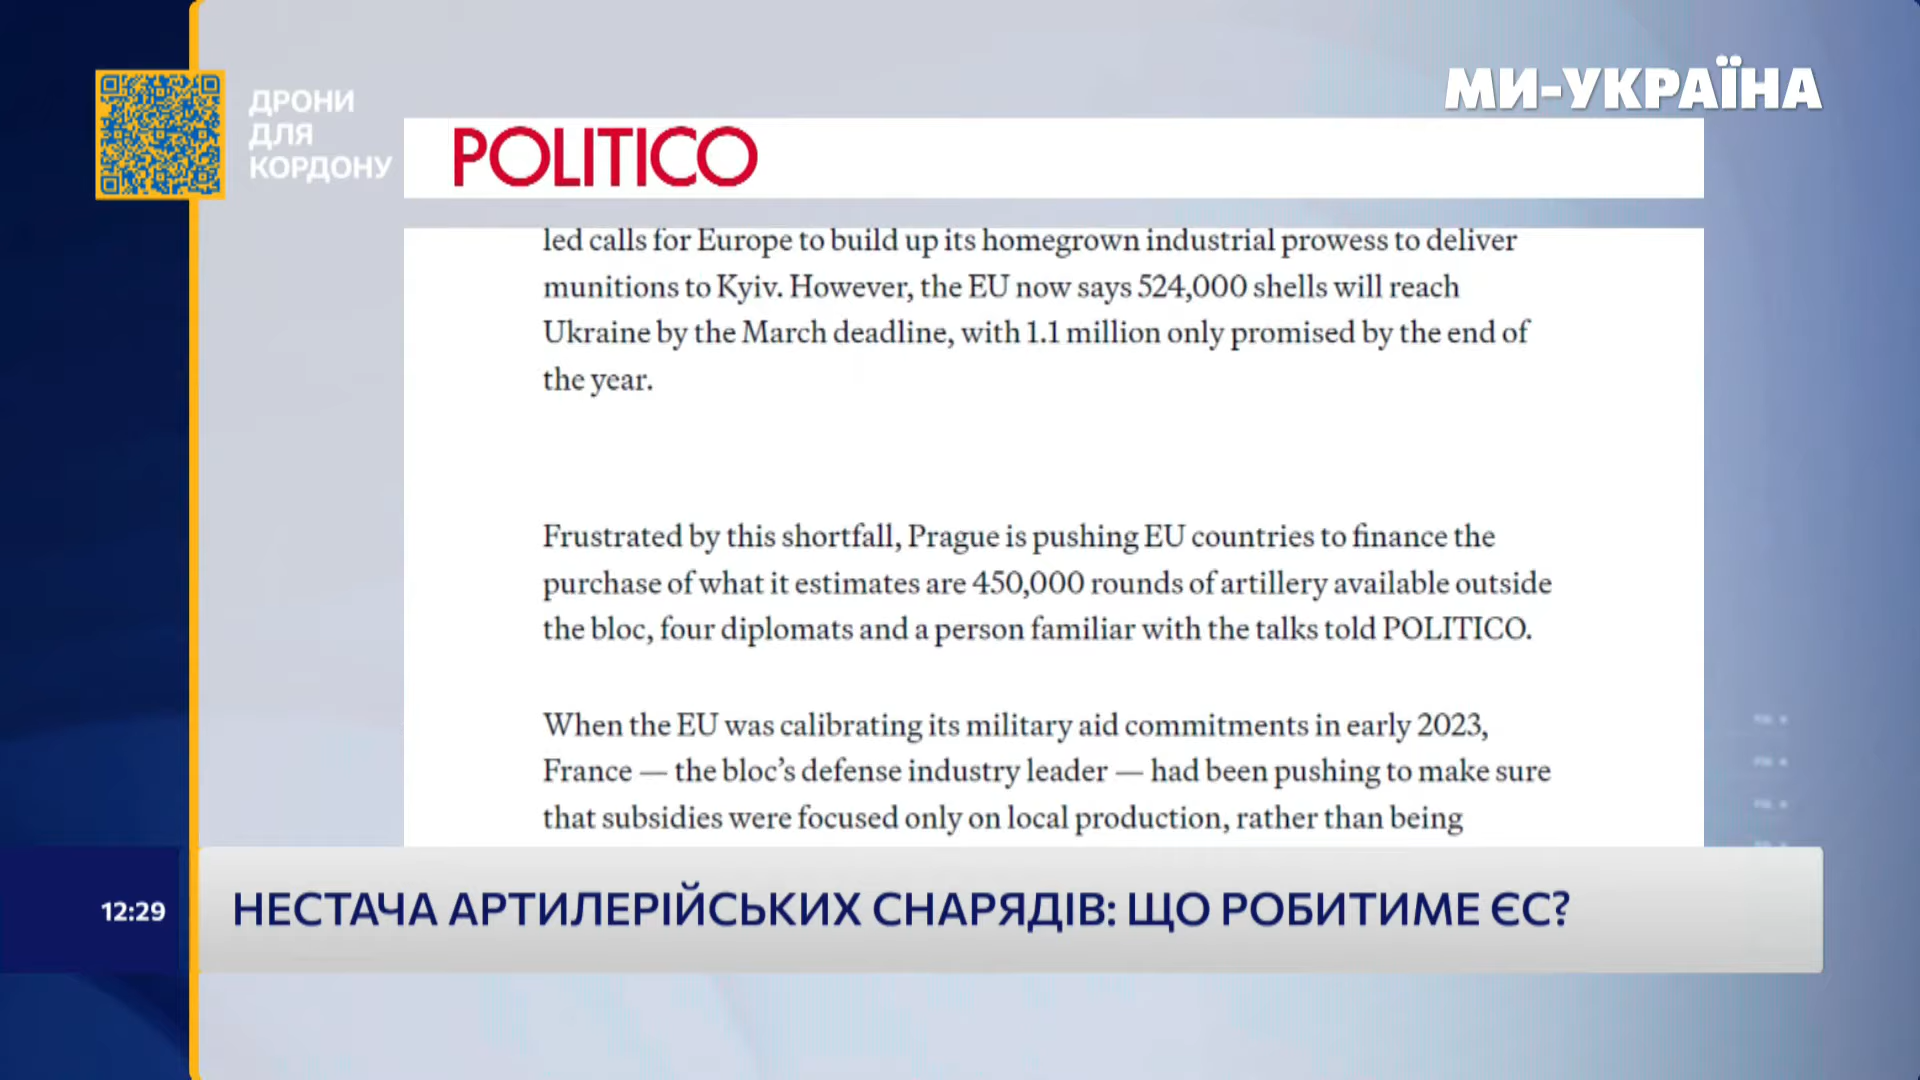 ДРОНИ
ДЛЯ
КОРДОНУ
МИ-УКРАЇНА
POLITICO
led calls for Europe to build up its homegrown industrial prowess to deliver
munitions to Kyiv. However, the EU now says 524,000 shells will reach
Ukraine by the March deadline, with 1.1 million only promised by the end of
the year.
Frustrated by this shortfall, Prague is pushing EU countries to finance the
purchase of what it estimates are 450,000 rounds of artillery available outside
the bloc, four diplomats and a person familiar with the talks told POLITICO.
When the EU was calibrating its military aid commitments in early 2023,
France — the bloc’s defense industry leader — had been pushing to make sure
that subsidies were focused only on local production, rather than being
12:29
НЕСТАЧА АРТИЛЕРІЙСЬКИХ СНАРЯДІВ: ЩО РОБИТИМЕ ЄС?